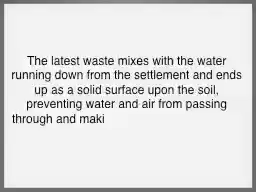 The latest waste mixes with the water
running down from the settlement and ends
up as a solid surface upon the soil,
preventing water and air from passing
through and maki